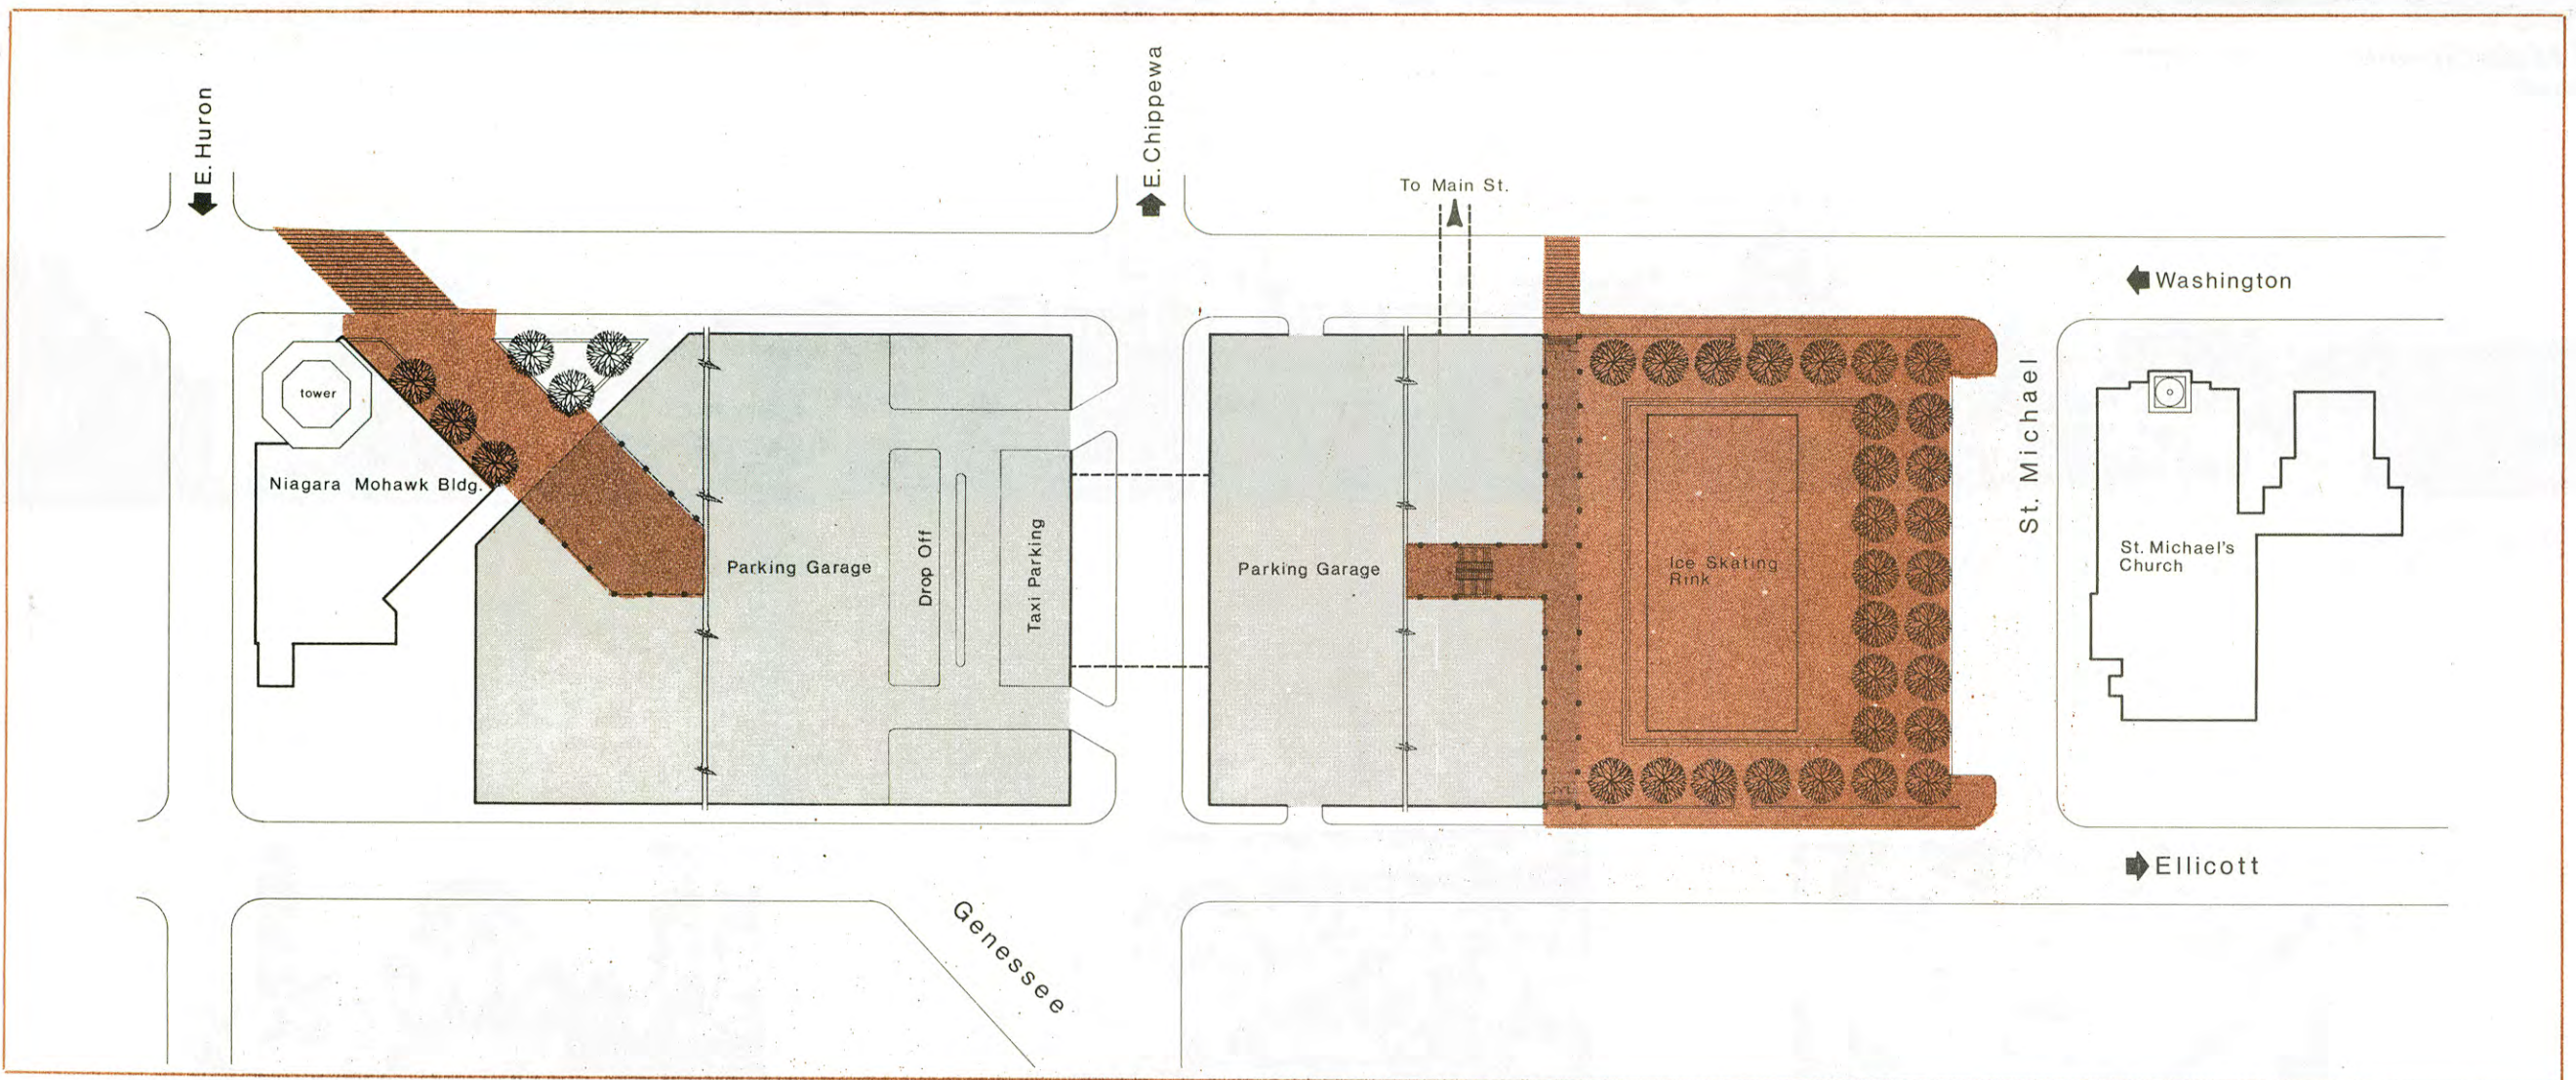 E. Huron
E. Chippewa
To Main St.
Washington
tower
Niagara Mohawk Bldg.
Parking Garage
Drop Off
Taxi Parking
Parking Garage
Ice Skating
Rink
St. Michael
St. Michael's
Church
Ellicott
Genessee